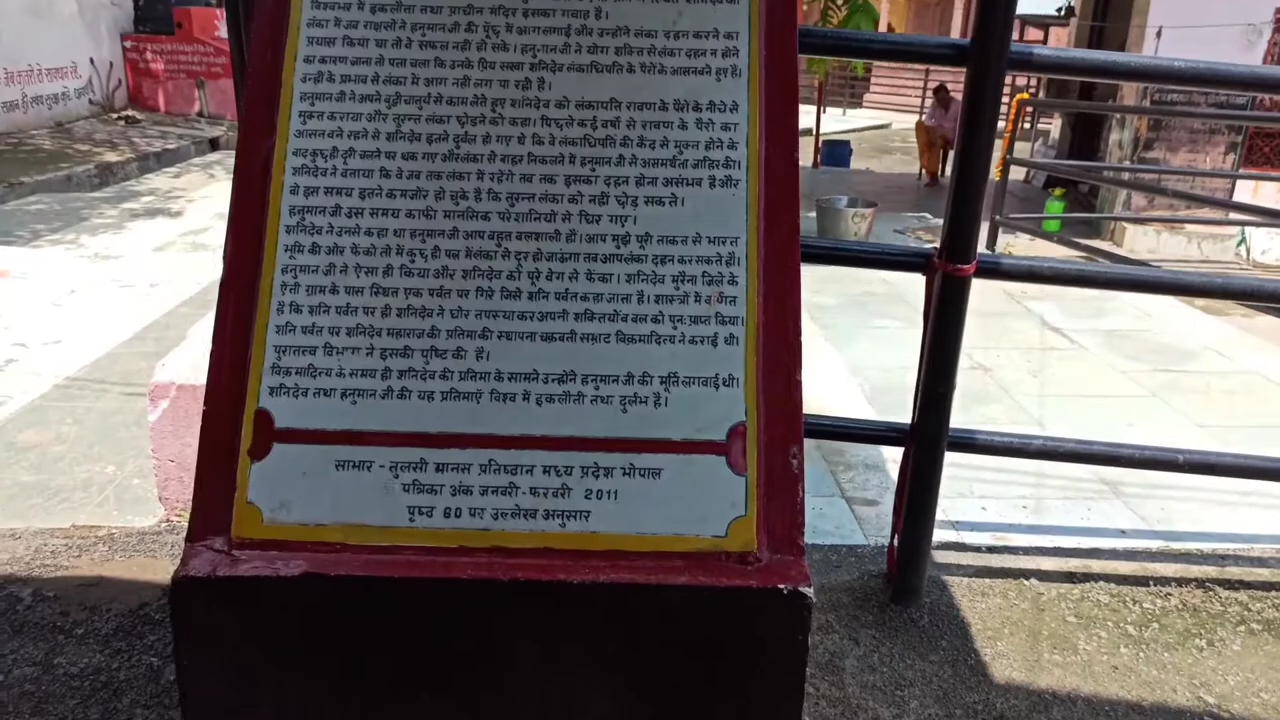 विश्वभर में इकलौता तथा प्राचीन मंदिर इसका गवाह है।
लंका में जब राक्षसों ने हनुमान जी की पूँछ में आग लगाई और उन्होंने लंका दहन करने का
प्रयास किया था तो वे सफल नहीं हो सके। हनुमान जी ने योग शक्ति से लंका दहन न होने
का कारण जाना तो पता चला कि उनके प्रिय सखा शनिदेव लंकाधिपति के पैरों के आसन बने हुए हैं।
उन्हीं के प्रभाव से लंका में आग नहीं लग पा रही है।
हनुमान जी ने अपने बुद्धी चातुर्य से काम लेते हुए शनिदेव को लंकापति रावण के पैरों के नीचे से
मुक्त कराया और तुरन्त लंका छोड़ने को कहा। पिछले कई वर्षो से रावण के पैरो का
आसन बने रहने से शनिदेव इतने दुर्वल हो गए थे कि वे लंकाधिपती की कैद से मुक्त होने के
बाद कुछ ही दूरी चलने पर थक गए और लंका से बाहर निकलने में हनुमान जी से असमर्थता जाहिर की।
शनिदेव ने बताया कि वे जब तक लंका में रहेंगे तब तक इसका दहन होना असंभव है और
वो इस समय इतने कमजोर हो चुके है कि तुरन्त लंका को नहीं छोड़ सकते।
हनुमान जी उस समय काफी मानसिक परेशानियों से घिर गए।
शनिदेव ने उनसे कहा था हनुमान जी आप बहुत बलशाली हों। आप मुझे पूरी ताकत से भारत
भूमि की ओर फेंको तो में कुछ ही पल में लंका से दूर हो जाऊंगा तब आप लंका दहन कर सकते हों।
हनुमान जी ने ऐसा ही किया और शनिदेव को पूरे वेग से फेंका। शनिदेव मुरैना जिले के
ऐंती ग्राम के पास स्थित एक पर्वत पर गिरे जिसे शनि पर्वत कहा जाता है। शास्त्रों में वर्णित
है कि शनि पर्वत पर ही शनिदेव ने घोर तपस्या कर अपनी शक्तियों व बल को पुनः प्राप्त किया।
शनि पर्वत पर शनिदेव महाराज की प्रतिमा की स्थापना चक्रवती सम्राट विक्रमादित्य ने कराई थी।
पुरातत्व विभाग ने इसकी पुष्टि की है।
विक्रमादित्य के समय ही शनिदेव की प्रतिमा के सामने उन्होंने हनुमान जी की मूर्ति लगवाई थी।
शनिदेव तथा हनुमान जी की यह प्रतिमाएँ विश्व में इकलौती तथा दुर्लभ है।
साभार - तुलसी मानस प्रतिष्ठान मध्य प्रदेश भोपाल
पत्रिका अंक जनवरी-फरवरी 2011
पृष्ठ 60 पर उल्लेख अनुसार